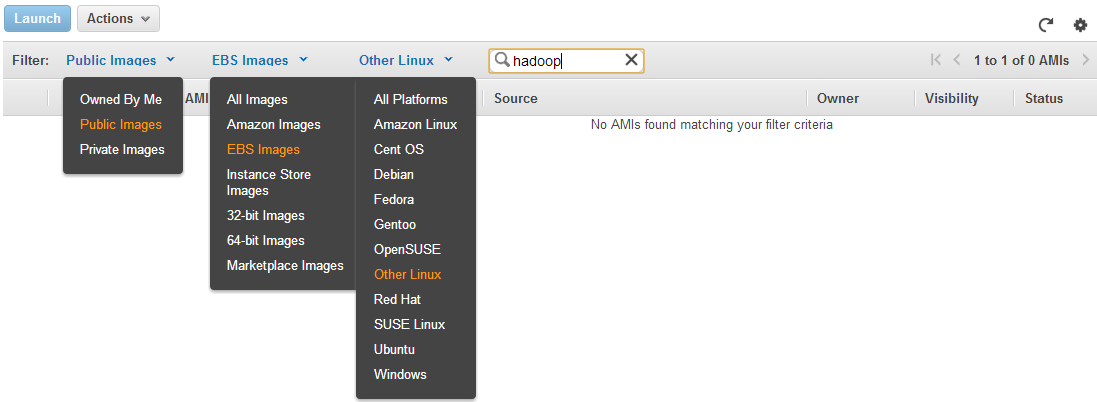 Launch Actions
Filter: Public Images EBS Images Other Linux hadoop 1 to 1 of 0 AMIs
AMI Source Owner Visibility Status
No AMIs found matching your filter criteria
Owned By Me
Public Images
Private Images
All Images
Amazon Images
EBS Images
Instance Store
Images
32-bit Images
64-bit Images
Marketplace Images
All Platforms
Amazon Linux
Cent OS
Debian
Fedora
Gentoo
OpenSUSE
Other Linux
Red Hat
SUSE Linux
Ubuntu
Windows